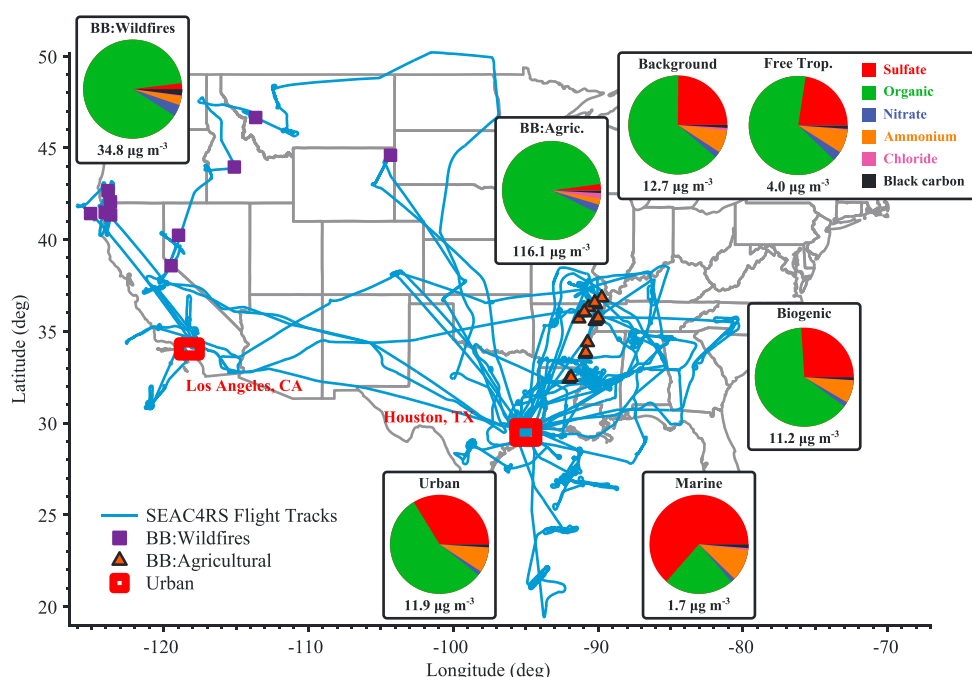 BB:Wildfires
34.8 µg m-3
Background
12.7 µg m-3
Free Trop.
4.0 µg m-3
Sulfate
Organic
Nitrate
Ammonium
Chloride
Black carbon
BB:Agric.
116.1 µg m-3
Biogenic
11.2 µg m-3
Los Angeles, CA
Houston, TX
Urban
11.9 µg m-3
Marine
1.7 µg m-3
SEAC4RS Flight Tracks
BB:Wildfires
BB:Agricultural
Urban
50
45
40
35
30
25
20
Latitude (deg)
-120
-110
-100
-90
-80
-70
Longitude (deg)